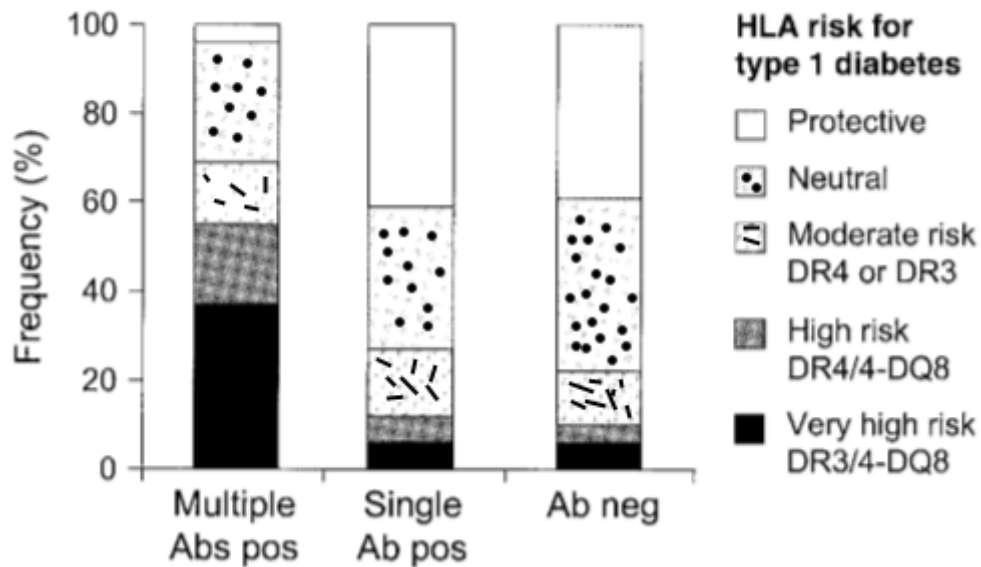 100
80
60
40
20
0
Frequency (%)
Multiple
Abs pos
Single
Ab pos
Ab neg
HLA risk for
type 1 diabetes
Protective
Neutral
Moderate risk
DR4 or DR3
High risk
DR4/4-DQ8
Very high risk
DR3/4-DQ8